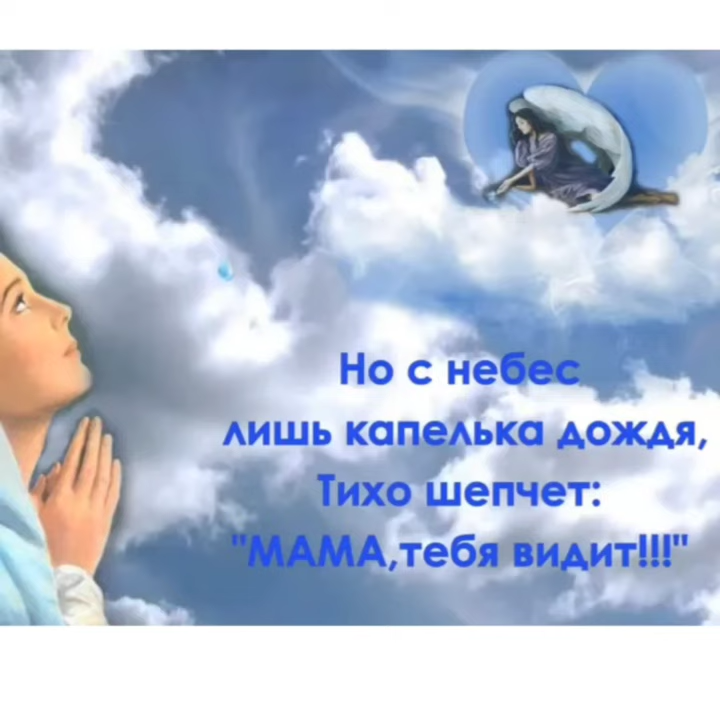 Но с небес
лишь капелька дождя,
Тихо шепчет:
"МАМА,тебя видит!!!"